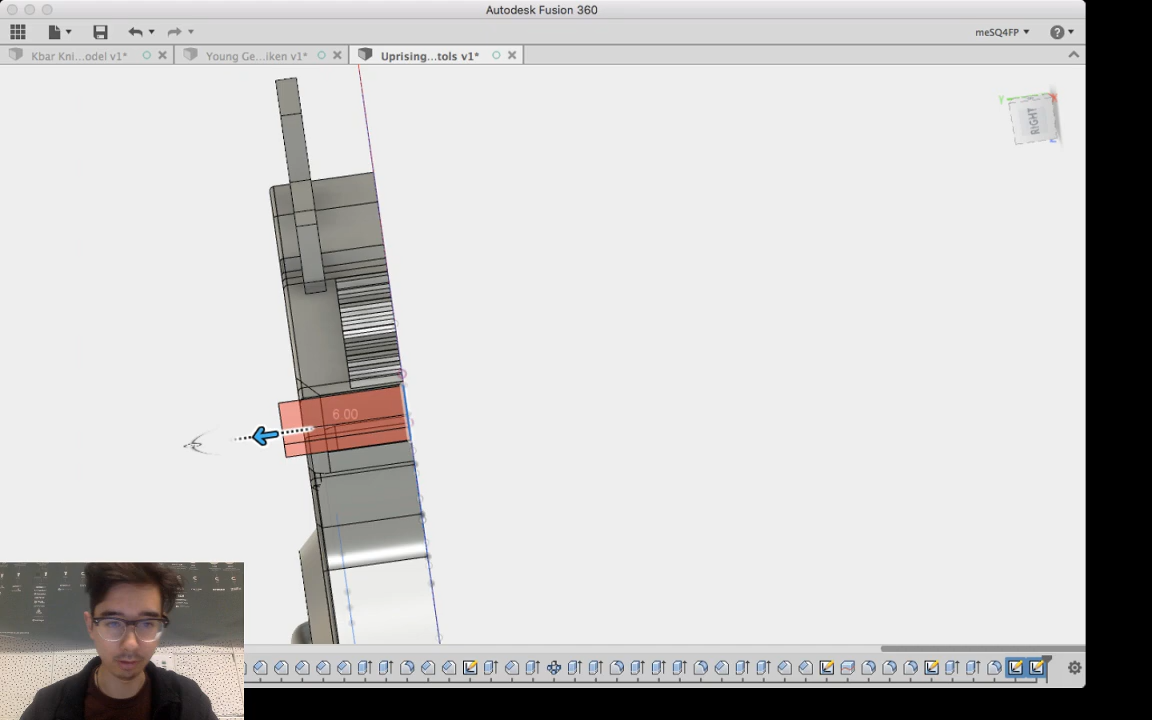 Autodesk Fusion 360
meSQ4FP
Kbar Kni...odel v1*
Young Ge...iken v1*
Uprising...tols v1*
Y
X
RIGHT
6.00